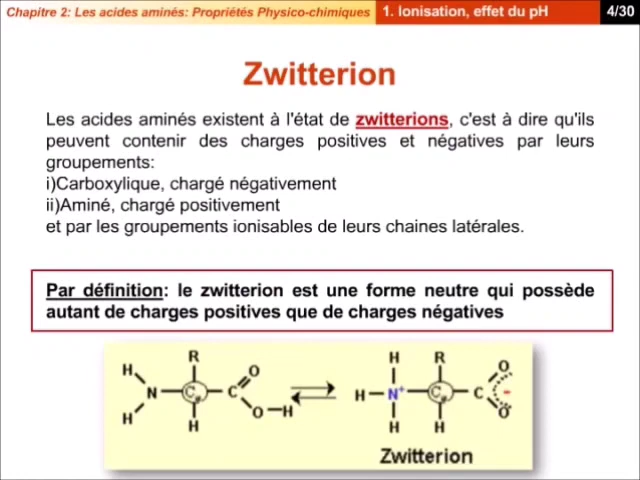 Chapitre 2: Les acides aminés: Propriétés Physico-chimiques 1. Ionisation, effet du pH 4/30
Zwitterion
Les acides aminés existent à l'état de zwitterions, c'est à dire qu'ils
peuvent contenir des charges positives et négatives par leurs
groupements:
i)Carboxylique, chargé négativement
ii)Aminé, chargé positivement
et par les groupements ionisables de leurs chaines latérales.
Par définition: le zwitterion est une forme neutre qui possède
autant de charges positives que de charges négatives
R H R
H O O
N C C H N+ C C -
H O H O
H H H
Zwitterion